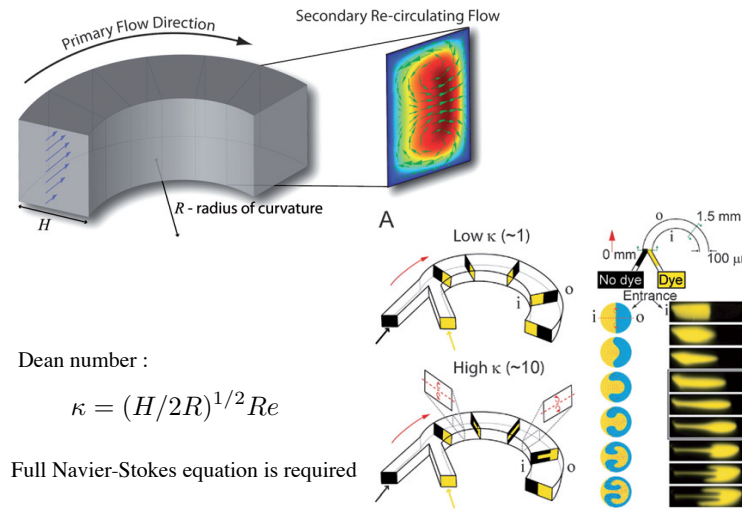 Secondary Re-circulating Flow
Primary Flow Direction
R - radius of curvature
H
A
Low κ (~1)
i
o
High κ (~10)
i
o
o
1.5 mm
i
0 mm
100 μ
No dye
Dye
Entrance
i
o
i
Dean number :
κ = (H/2R)^{1/2} Re
Full Navier-Stokes equation is required